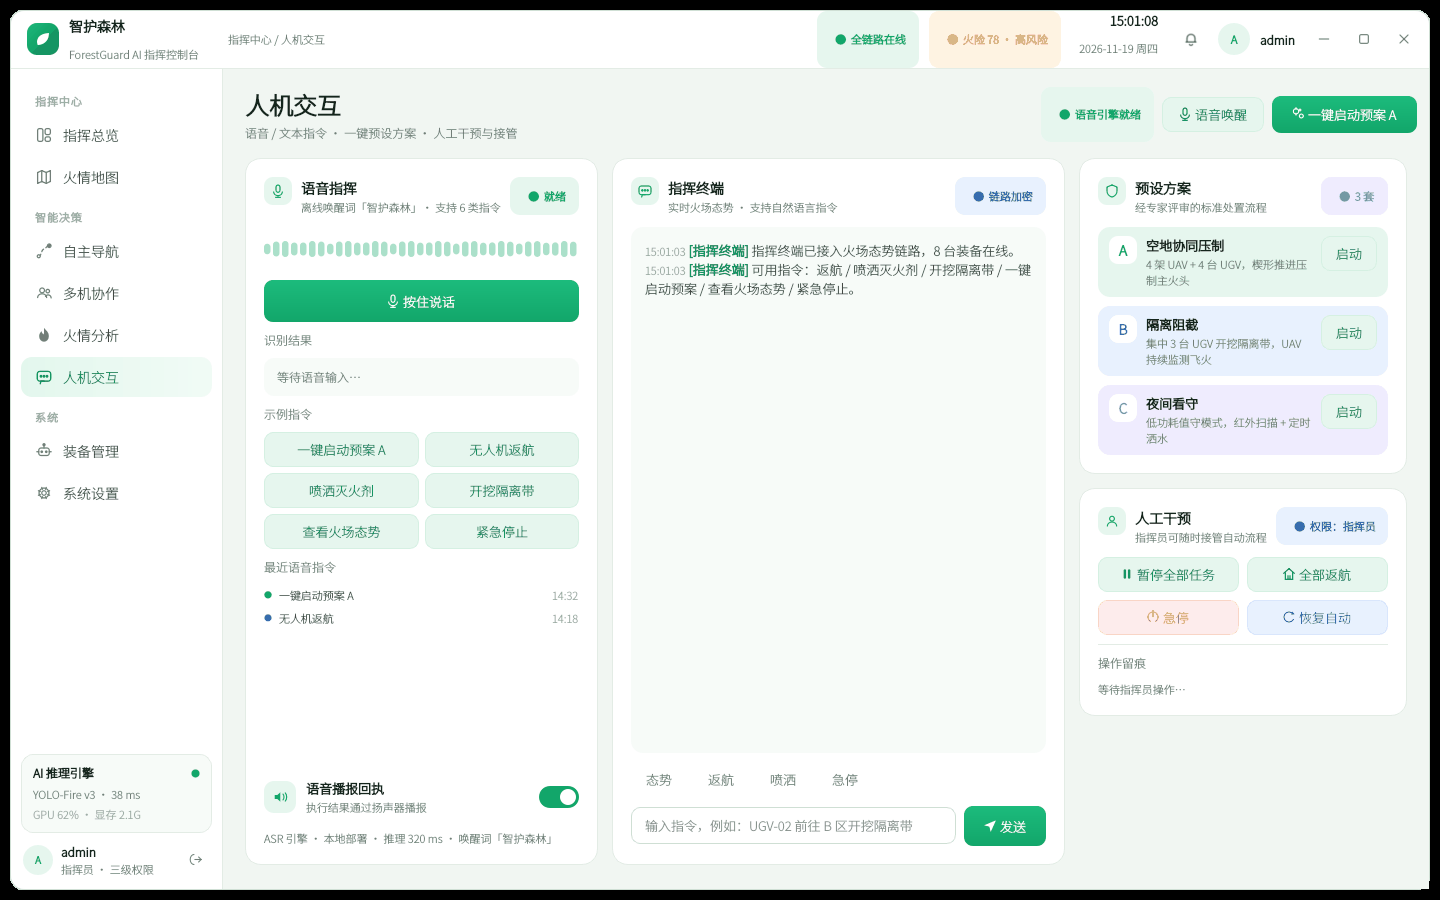 智护森林
ForestGuard AI 指挥控制台
指挥中心 / 人机交互
全链路在线
火险 78 · 高风险
15:01:08
2026-11-19 周四
A
admin
指挥中心
指挥总览
火情地图
智能决策
自主导航
多机协作
火情分析
人机交互
系统
装备管理
系统设置
AI 推理引擎
YOLO-Fire v3 · 38 ms
GPU 62% · 显存 2.1G
A
admin
指挥员 · 三级权限
人机交互
语音 / 文本指令 · 一键预设方案 · 人工干预与接管
语音引擎就绪
语音唤醒
一键启动预案 A
语音指挥
离线唤醒词「智护森林」 · 支持 6 类指令
就绪
按住说话
识别结果
等待语音输入…
示例指令
一键启动预案 A
无人机返航
喷洒灭火剂
开挖隔离带
查看火场态势
紧急停止
最近语音指令
一键启动预案 A
14:32
无人机返航
14:18
语音播报回执
执行结果通过扬声器播报
ASR 引擎 · 本地部署 · 推理 320 ms · 唤醒词「智护森林」
指挥终端
实时火场态势 · 支持自然语言指令
链路加密
15:01:03 [指挥终端] 指挥终端已接入火场态势链路，8 台装备在线。
15:01:03 [指挥终端] 可用指令：返航 / 喷洒灭火剂 / 开挖隔离带 / 一键
启动预案 / 查看火场态势 / 紧急停止。
态势
返航
喷洒
急停
输入指令，例如：UGV-02 前往 B 区开挖隔离带
发送
预设方案
经专家评审的标准处置流程
3 套
A
空地协同压制
4 架 UAV + 4 台 UGV，楔形推进压
制主火头
启动
B
隔离阻截
集中 3 台 UGV 开挖隔离带，UAV
持续监测飞火
启动
C
夜间看守
低功耗值守模式，红外扫描 + 定时
洒水
启动
人工干预
指挥员可随时接管自动流程
权限：指挥员
暂停全部任务
全部返航
急停
恢复自动
操作留痕
等待指挥员操作…